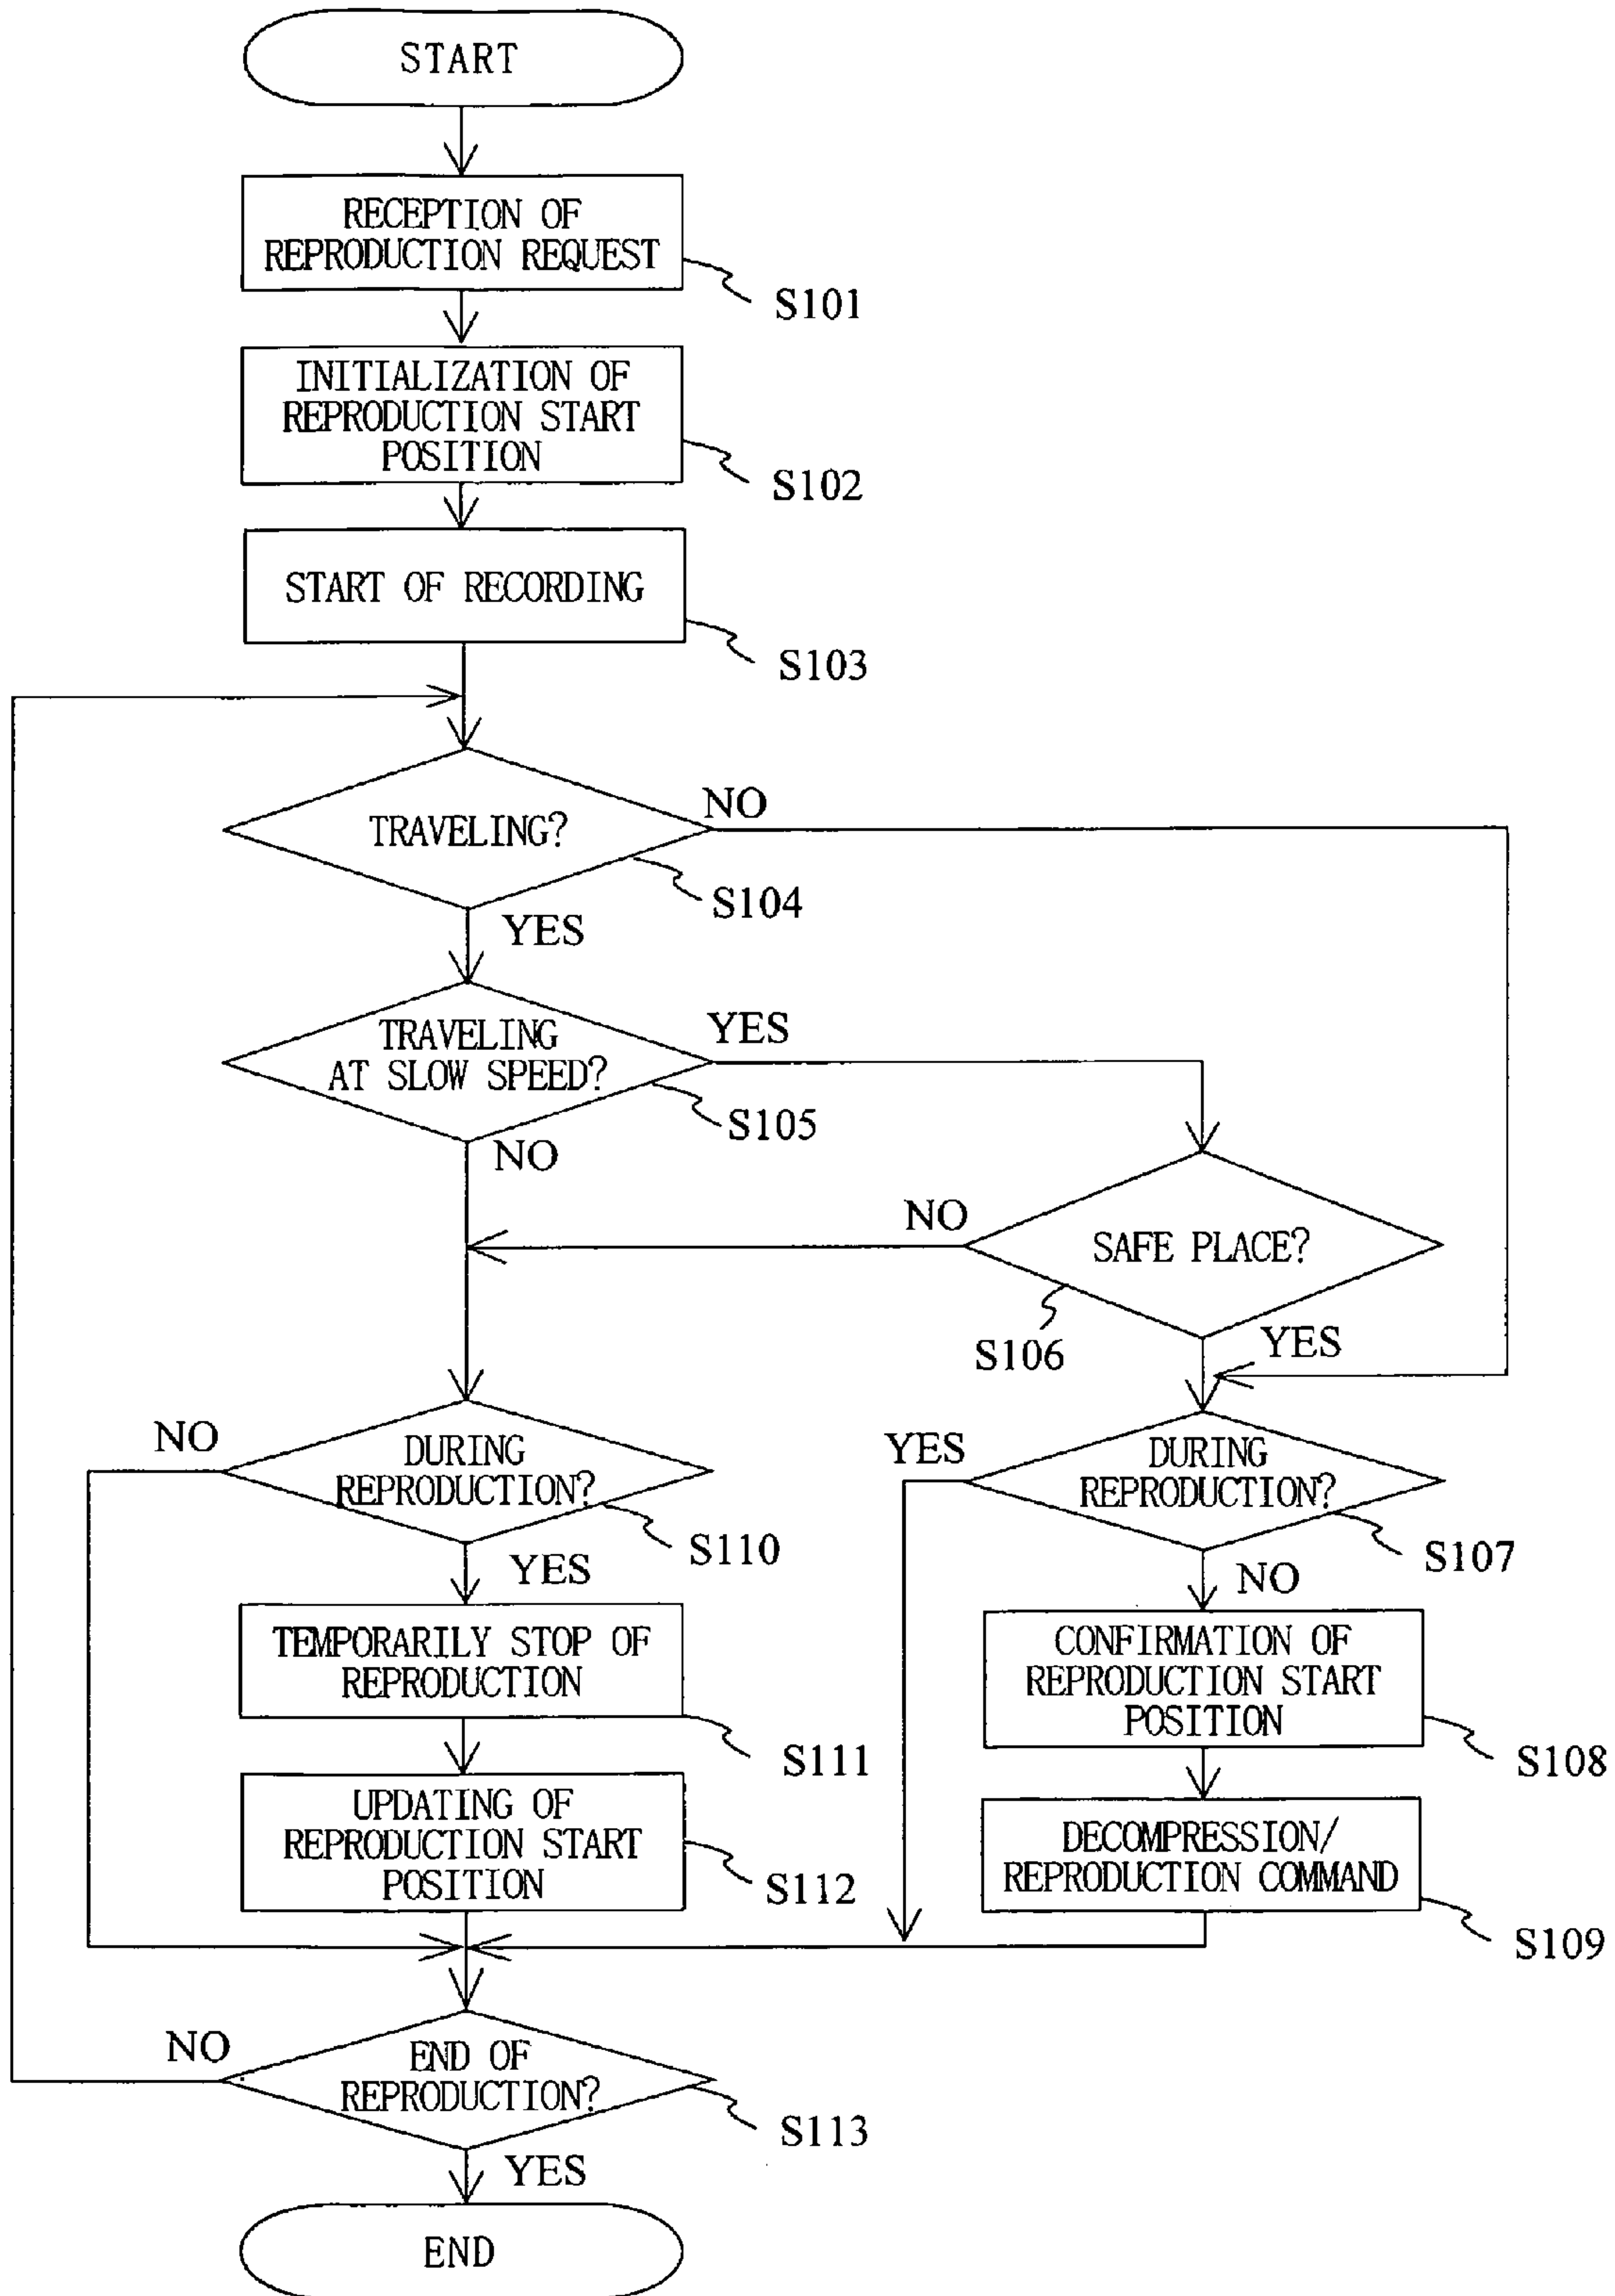 START
RECEPTION OF
REPRODUCTION REQUEST
S101
INITIALIZATION OF
REPRODUCTION START
POSITION
S102
START OF RECORDING
S103
TRAVELING?
NO
S104
YES
TRAVELING
AT SLOW SPEED?
YES
S105
NO
SAFE PLACE?
NO
S106
YES
DURING
REPRODUCTION?
NO
S110
YES
DURING
REPRODUCTION?
YES
S107
NO
TEMPORARILY STOP OF
REPRODUCTION
S111
CONFIRMATION OF
REPRODUCTION START
POSITION
S108
UPDATING OF
REPRODUCTION START
POSITION
S112
DECOMPRESSION/
REPRODUCTION COMMAND
S109
END OF
REPRODUCTION?
NO
S113
YES
END